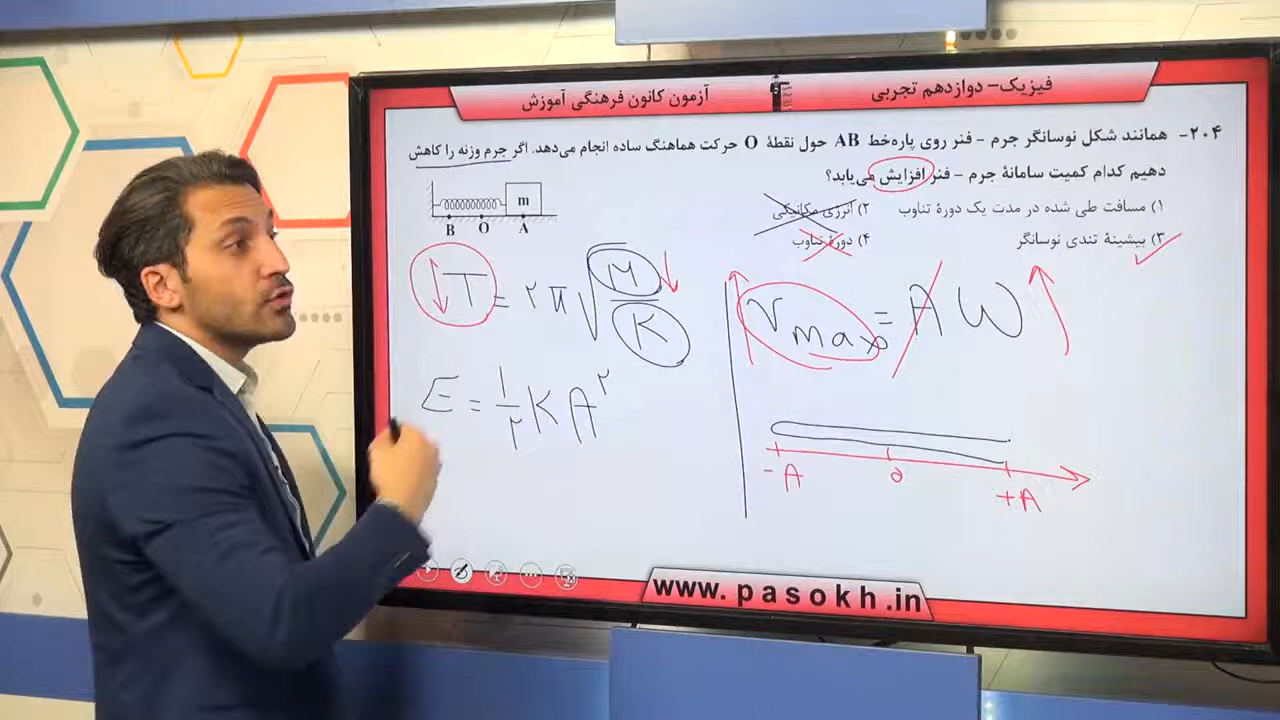 فیزیک – دوازدهم تجربی
آزمون کانون فرهنگی آموزش
۲۰۴- همانند شکل نوسانگر جرم – فنر روی پاره‌خط AB حول نقطهٔ O حرکت هماهنگ ساده انجام می‌دهد. اگر جرم وزنه را کاهش
دهیم کدام کمیت سامانهٔ جرم – فنر افزایش می‌یابد؟
۱) مسافت طی شده در مدت یک دورهٔ تناوب ۲) انرژی مکانیکی
۳) بیشینهٔ تندی نوسانگر ۴) دورهٔ تناوب
m
B O A
↓T = ۲π√(M/K) ↓
E = ۱/۲ K A^۲
↑ Vmax = A ω ↑
-A o +A
www.pasokh.in